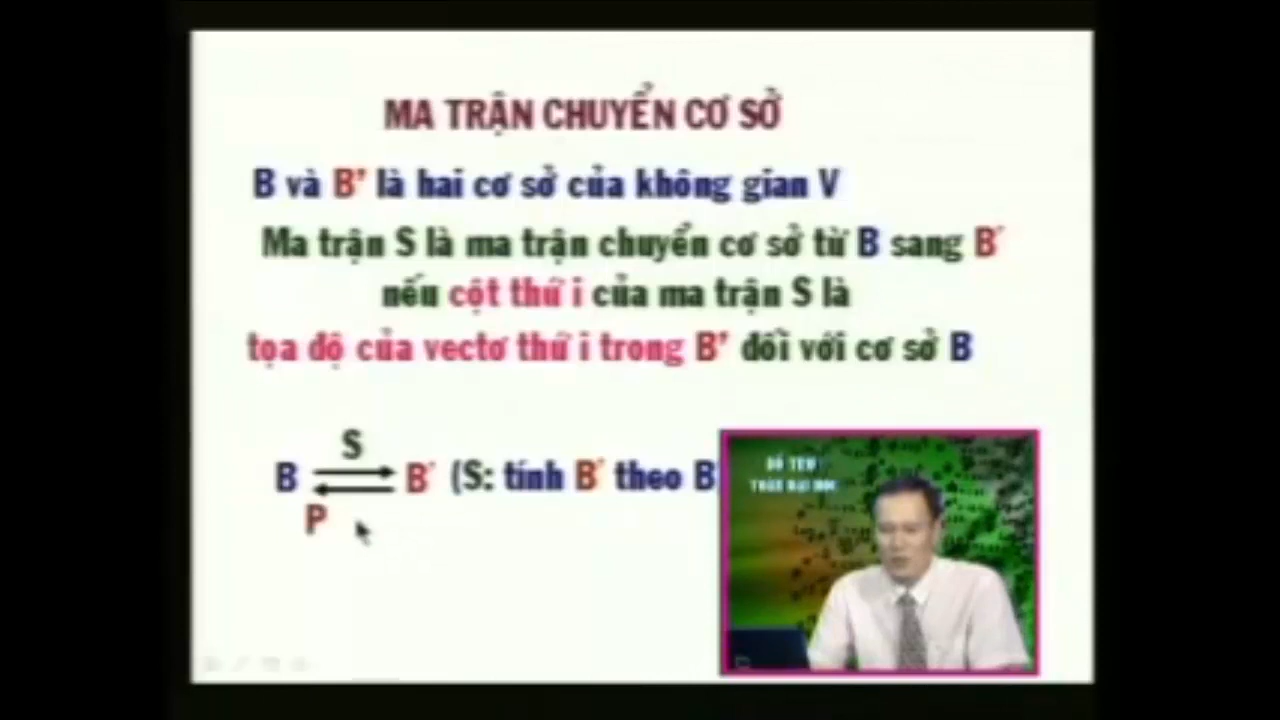 MA TRẬN CHUYỂN CƠ SỞ
B và B’ là hai cơ sở của không gian V
Ma trận S là ma trận chuyển cơ sở từ B sang B’
nếu cột thứ i của ma trận S là
tọa độ của vectơ thứ i trong B’ đối với cơ sở B
S
B B’ (S: tính B’ theo B
P